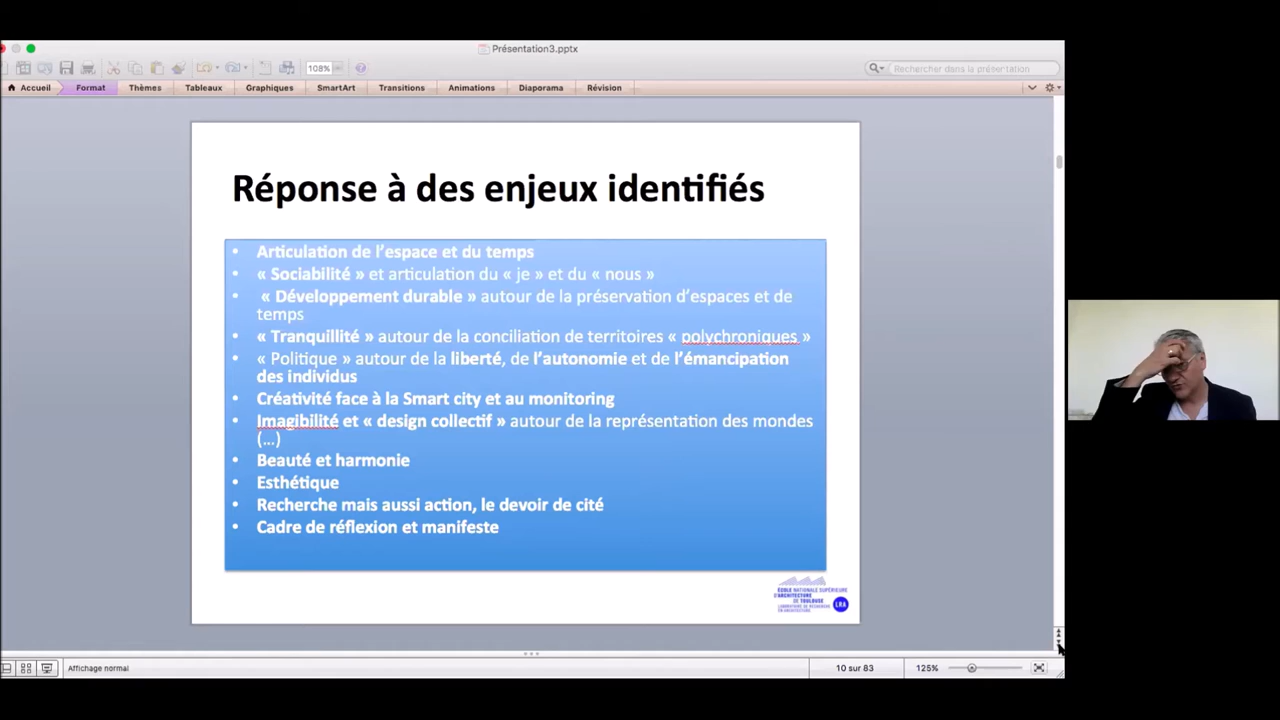 Présentation3.pptx
108%
Rechercher dans la présentation
Accueil
Format
Thèmes
Tableaux
Graphiques
SmartArt
Transitions
Animations
Diaporama
Révision
Réponse à des enjeux identifiés
• Articulation de l’espace et du temps
• « Sociabilité » et articulation du « je » et du « nous »
• « Développement durable » autour de la préservation d’espaces et de
temps
• « Tranquillité » autour de la conciliation de territoires « polychroniques »
• « Politique » autour de la liberté, de l’autonomie et de l’émancipation
des individus
• Créativité face à la Smart city et au monitoring
• Imagibilité et « design collectif » autour de la représentation des mondes
(…)
• Beauté et harmonie
• Esthétique
• Recherche mais aussi action, le devoir de cité
• Cadre de réflexion et manifeste
ÉCOLE NATIONALE SUPÉRIEURE
D'ARCHITECTURE
DE TOULOUSE
LABORATOIRE DE RECHERCHE
EN ARCHITECTURE
LRA
Affichage normal
10 sur 83
125%